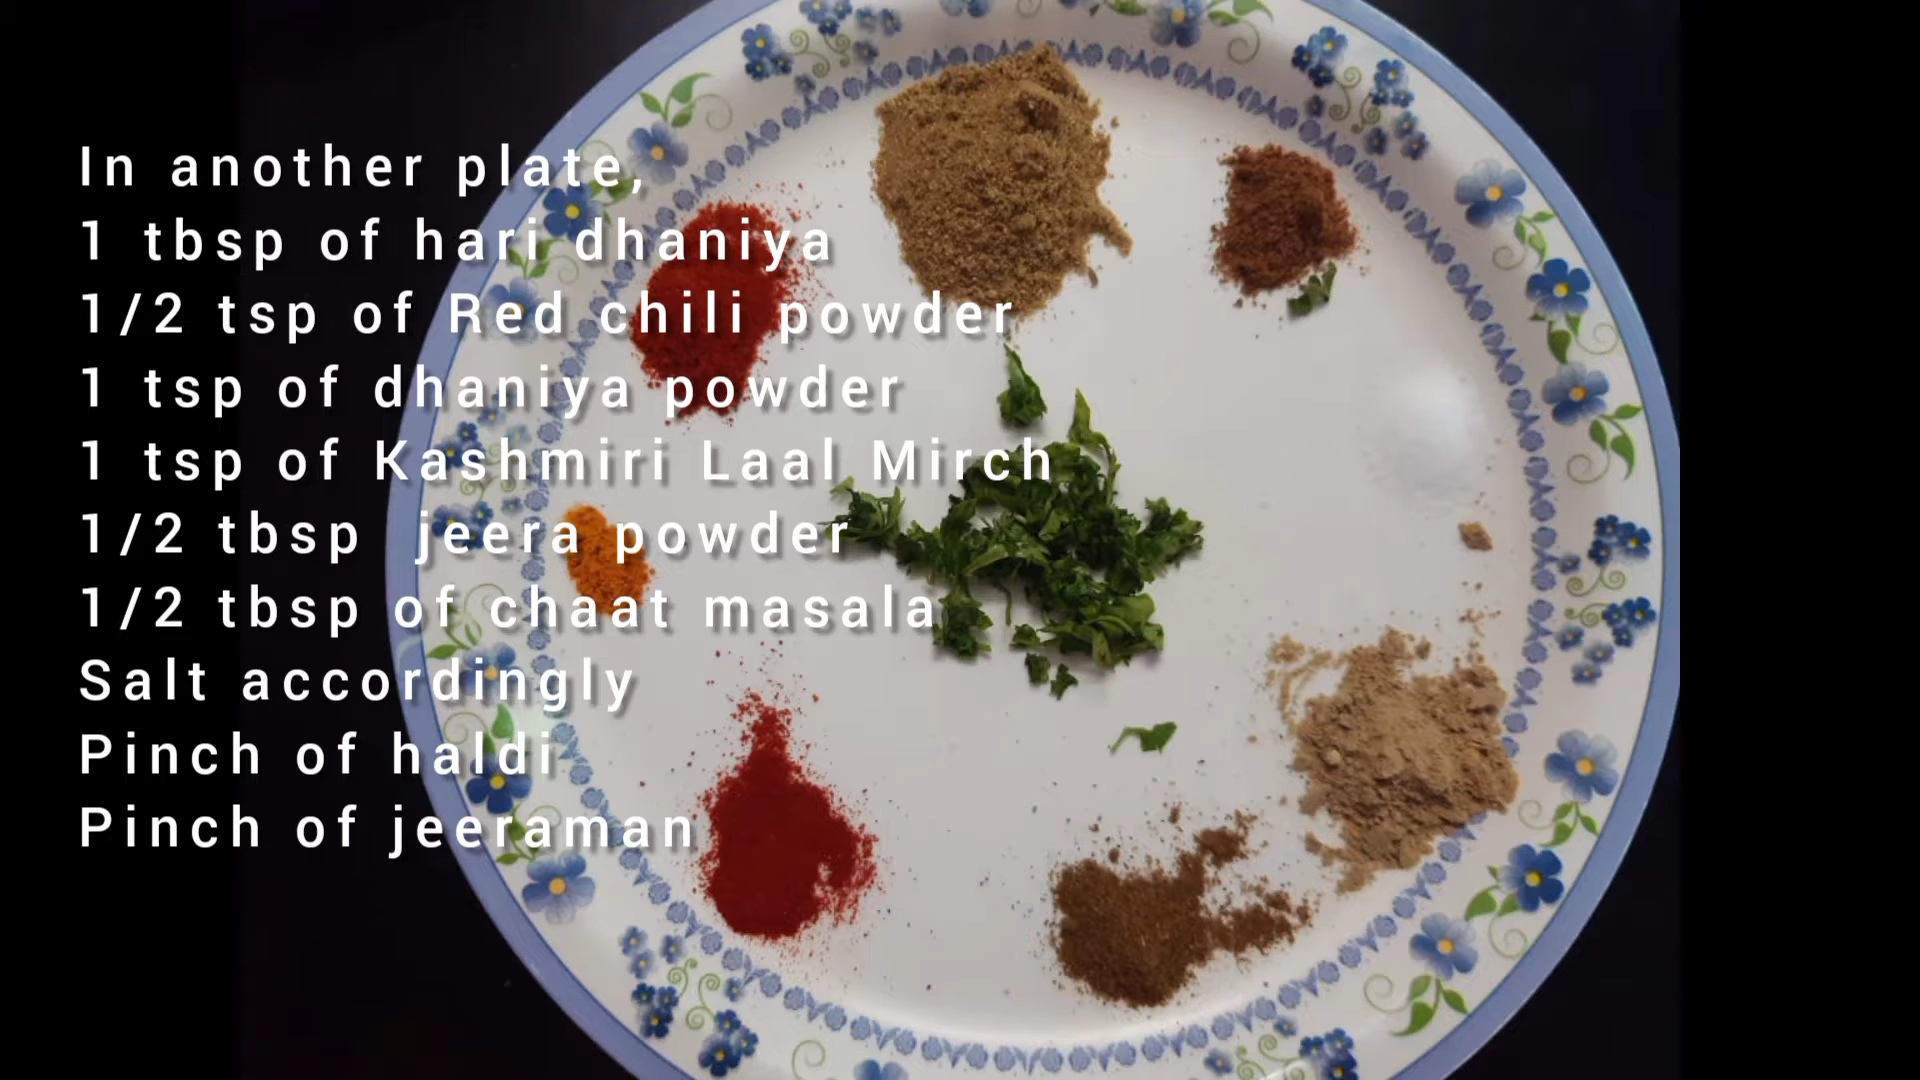 In another plate,
1 tbsp of hari dhaniya
1/2 tsp of Red chili powder
1 tsp of dhaniya powder
1 tsp of Kashmiri Laal Mirch
1/2 tbsp jeera powder
1/2 tbsp of chaat masala
Salt accordingly
Pinch of haldi
Pinch of jeeraman